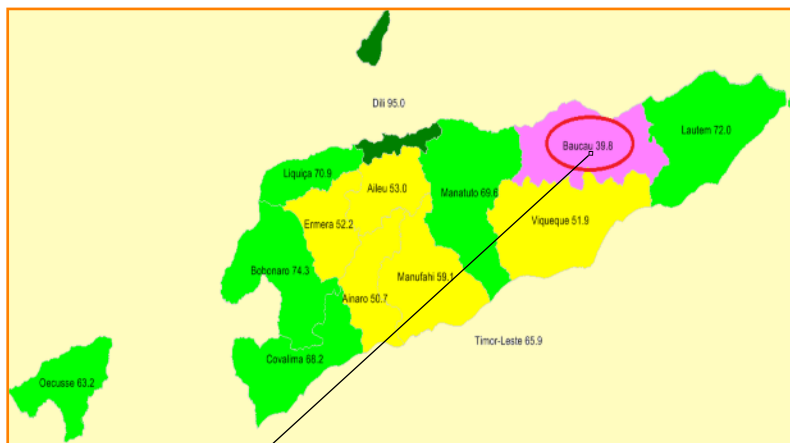 Dili 95.0
Lautem 72.0
Baucau 39.8
Liquiça 70.9
Aileu 53.0
Manatuto 69.6
Ermera 52.2
Viqueque 51.9
Bobonaro 74.3
Manufahi 59.1
Ainaro 50.7
Timor-Leste 65.9
Covalima 68.2
Oecusse 63.2